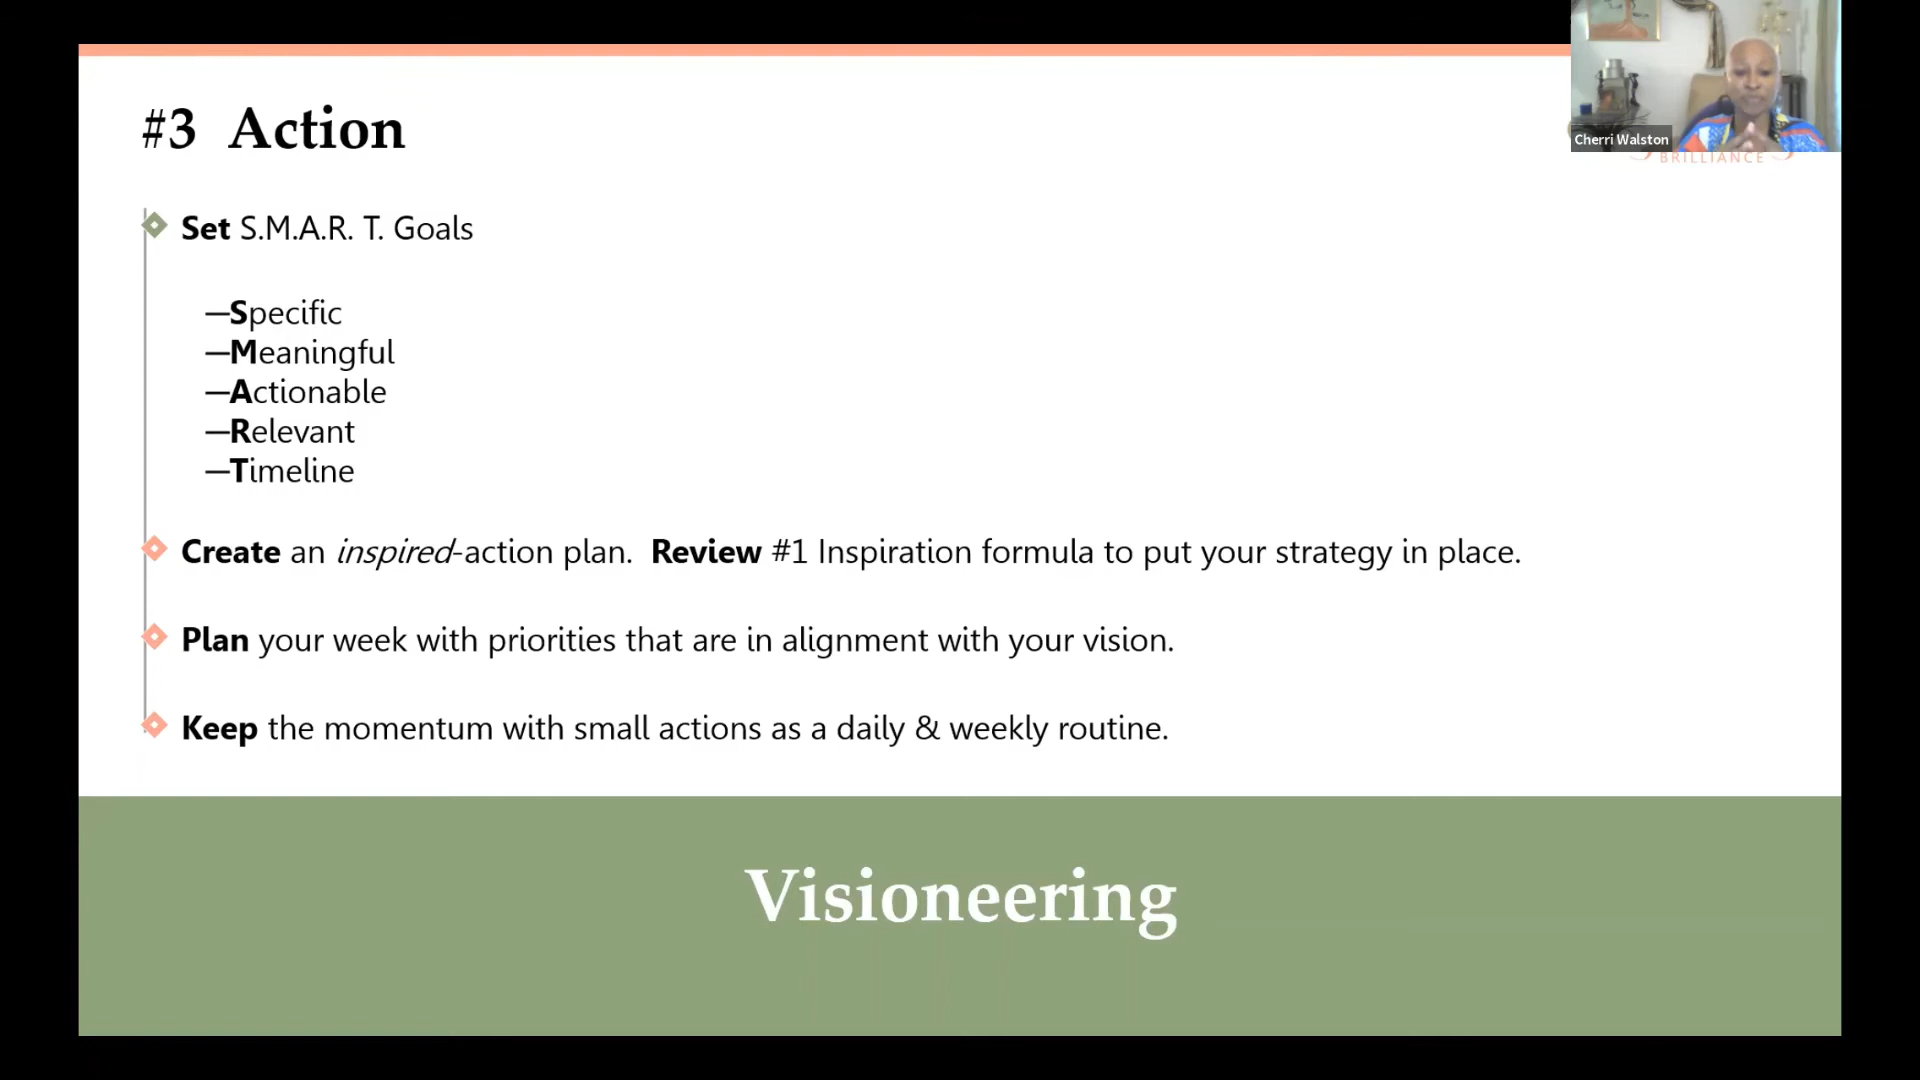 #3 Action
Cherri Walston
BRILLIANCE
Set S.M.A.R. T. Goals
—Specific
—Meaningful
—Actionable
—Relevant
—Timeline
Create an inspired-action plan. Review #1 Inspiration formula to put your strategy in place.
Plan your week with priorities that are in alignment with your vision.
Keep the momentum with small actions as a daily & weekly routine.
Visioneering